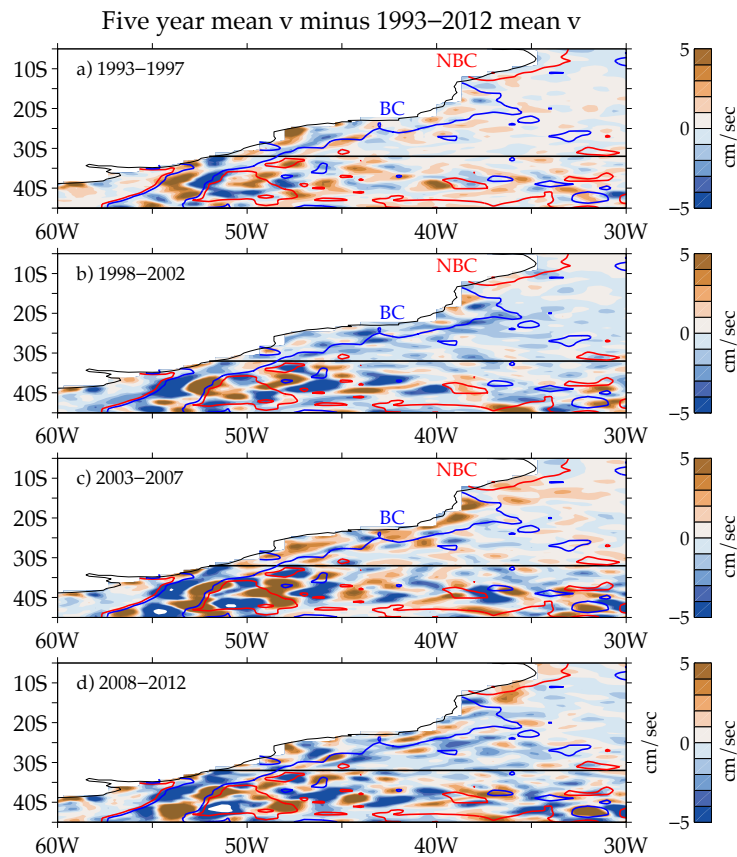 Five year mean v minus 1993–2012 mean v
a) 1993–1997
NBC
BC
10S
20S
30S
40S
60W 50W 40W 30W
5
0
−5
cm/sec
b) 1998–2002
NBC
BC
10S
20S
30S
40S
60W 50W 40W 30W
5
0
−5
cm/sec
c) 2003–2007
NBC
BC
10S
20S
30S
40S
60W 50W 40W 30W
5
0
−5
cm/sec
d) 2008–2012
10S
20S
30S
40S
60W 50W 40W 30W
5
0
−5
cm/sec